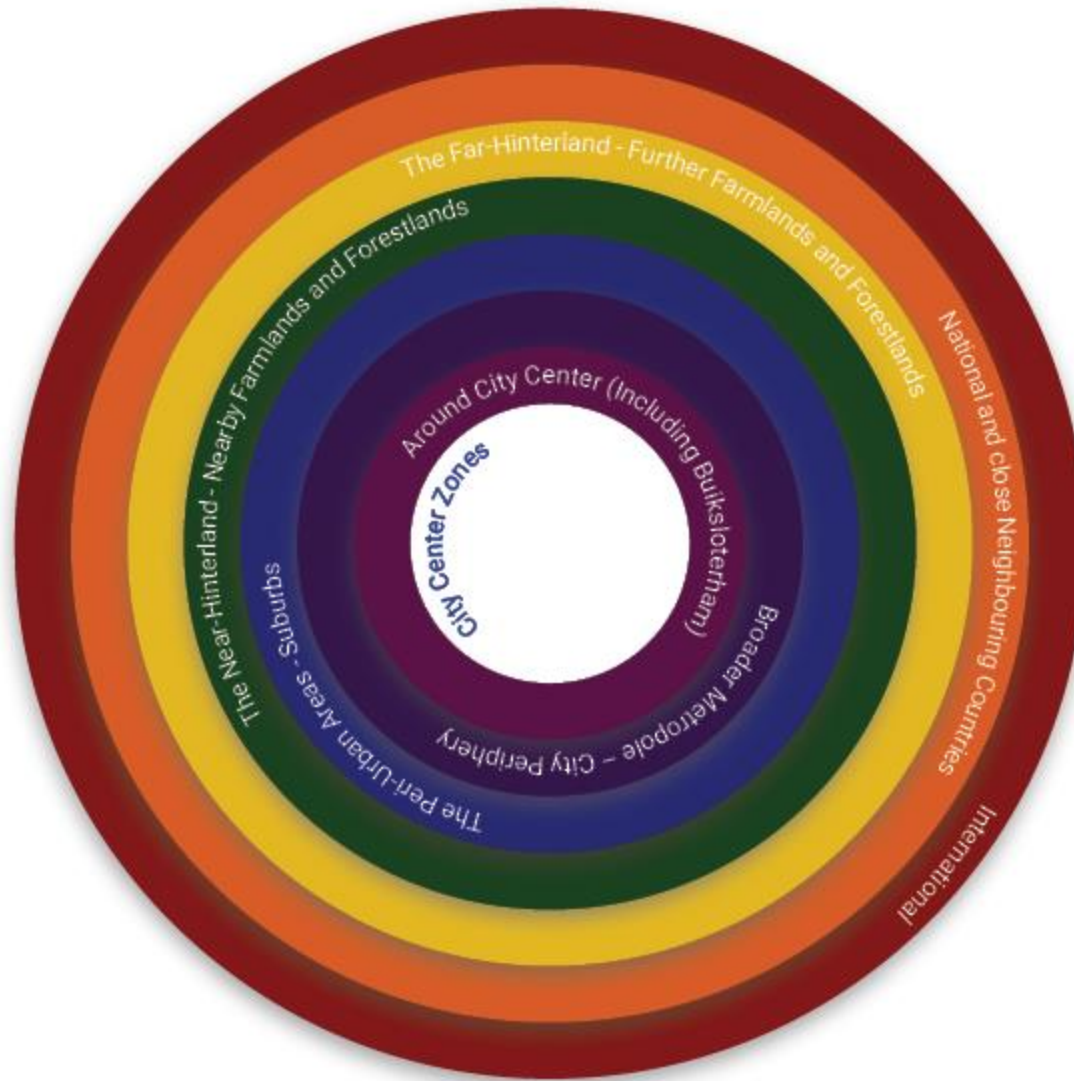 The Far-Hinterland - Further Farmlands and Forestlands
The Near-Hinterland - Nearby Farmlands and Forestlands
National and close Neighbouring Countries
Around City Center (Including Buiksloterham)
City Center Zones
The Peri-Urban Areas - Suburbs
Broader Metropole – City Periphery
International